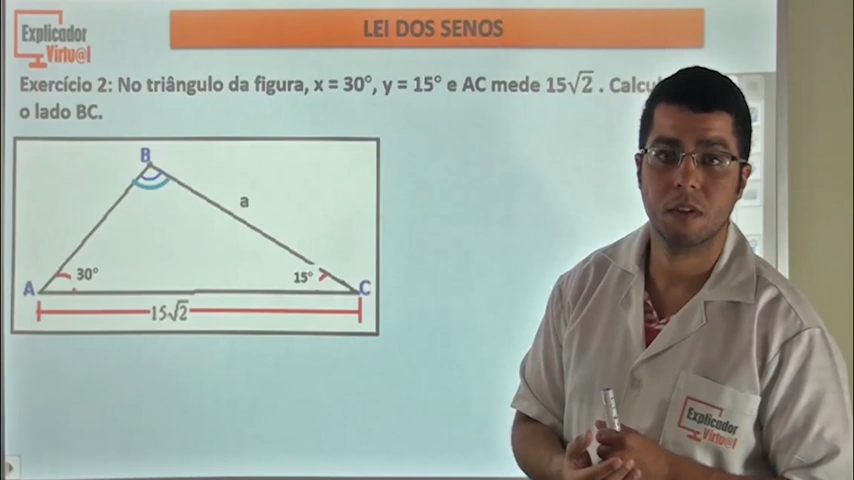 Explicador
Virtu@l
LEI DOS SENOS
Exercício 2: No triângulo da figura, x = 30°, y = 15° e AC mede 15√2 . Calcul
o lado BC.
B
a
A
30°
15°
C
15√2
Explicador
Virtu@l